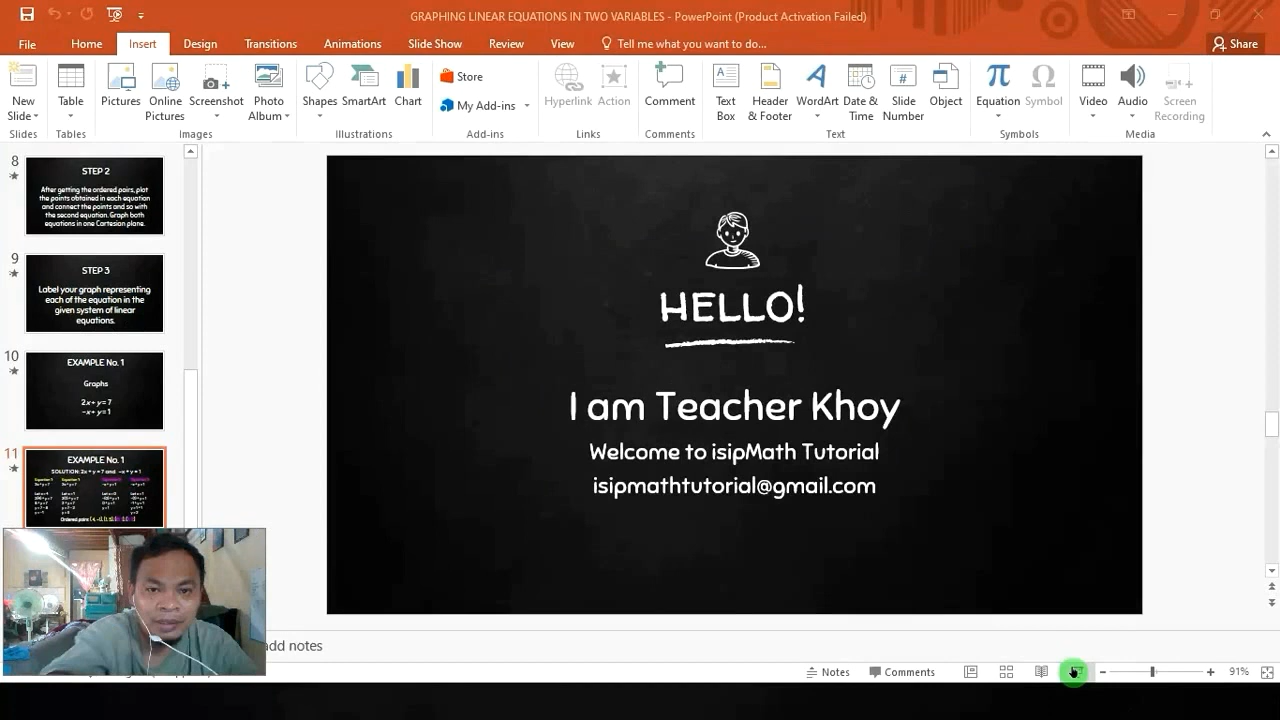 GRAPHING LINEAR EQUATIONS IN TWO VARIABLES - PowerPoint (Product Activation Failed)
File Home Insert Design Transitions Animations Slide Show Review View Tell me what you want to do... Share
New Slide Table Pictures Online Pictures Screenshot Photo Album Shapes SmartArt Chart Store My Add-ins Hyperlink Action Comment Text Box Header & Footer WordArt Date & Time Slide Number Object Equation Symbol Video Audio Screen Recording
Slides Tables Images Illustrations Add-ins Links Comments Text Symbols Media
8
STEP 2
After getting the ordered pairs, plot
the points obtained in each equation
and connect the points and so with
the second equation. Graph both
equations in one Cartesian plane.
9
STEP 3
Label your graph representing
each of the equation in the
given system of linear
equations.
10
EXAMPLE No. 1
Graphs
2x + y = 7
-x + y = 1
11
EXAMPLE No. 1
SOLUTION: 2x + y = 7 and -x + y = 1
HELLO!
I am Teacher Khoy
Welcome to isipMath Tutorial
isipmathtutorial@gmail.com
add notes
Notes Comments 91%